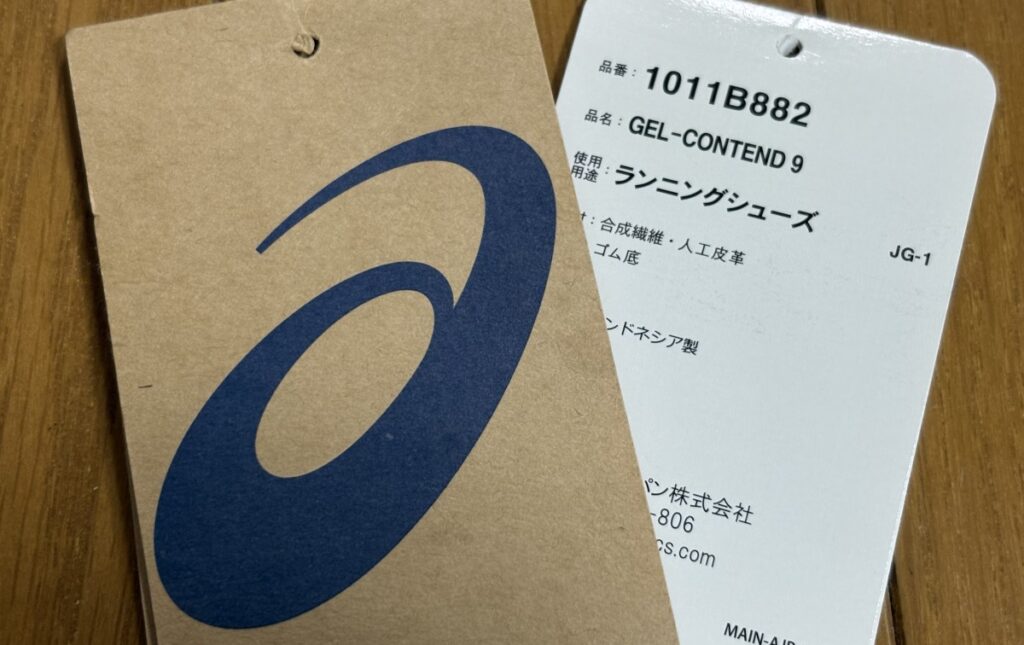 品番：1011B882
品名：GEL-CONTEND 9
使用用途：ランニングシューズ
：合成繊維・人工皮革
ゴム底
JG-1
ンドネシア製
パン株式会社
-806
cs.com
MAIN-AJP